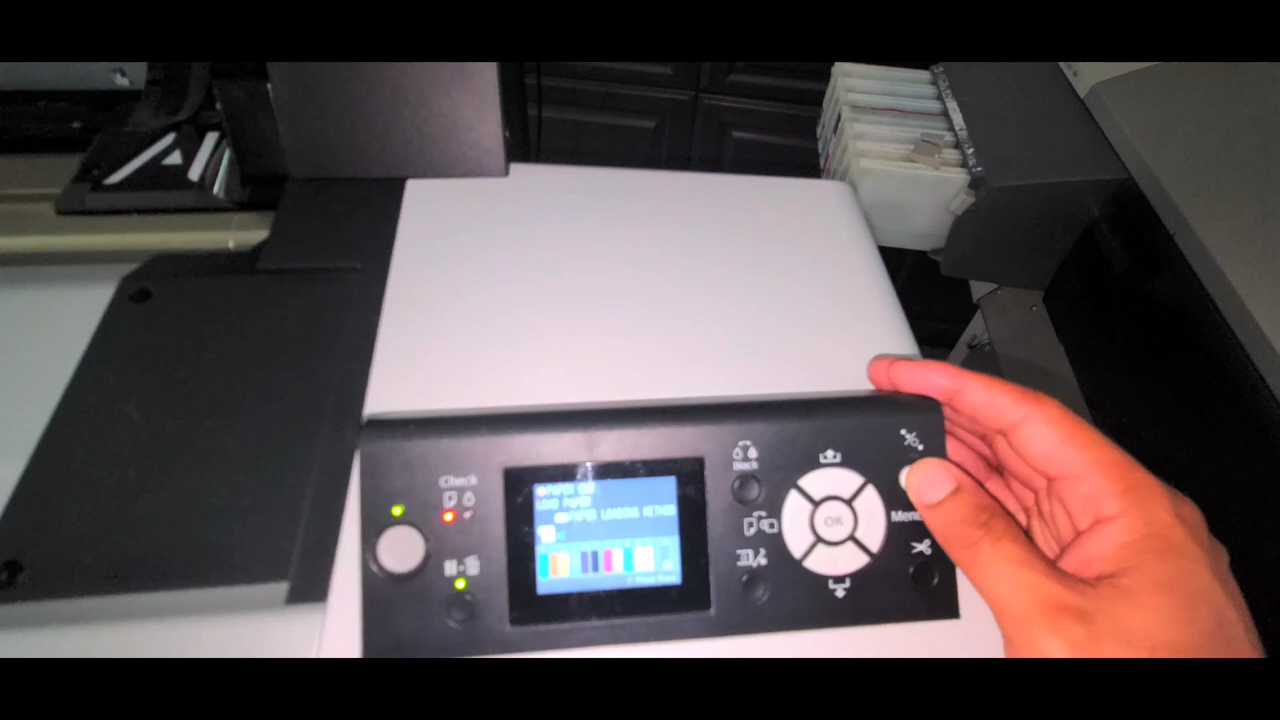 Check
PAPER OUT
LOAD PAPER
PAPER LOADING METHOD
Black
OK
Menu